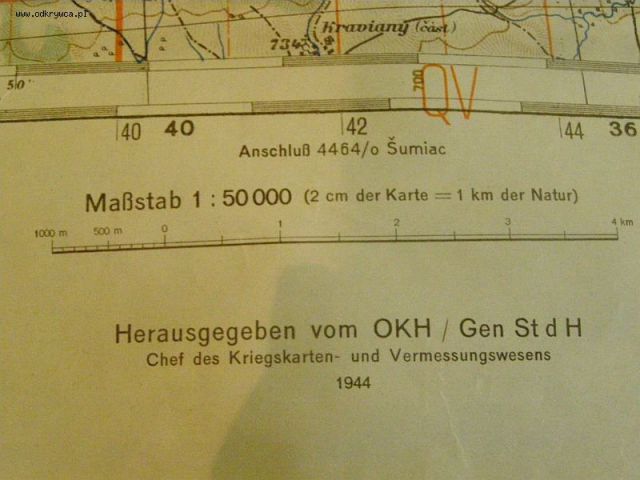 www.odkrywca.pl
Kraviany (část)
734
50'
700
QV
40 40 42 44 36
Anschluß 4464/o Šumiac
Maßstab 1 : 50 000 (2 cm der Karte = 1 km der Natur)
1000 m 500 m 0 1 2 3 4 km
Herausgegeben vom OKH / Gen St d H
Chef des Kriegskarten- und Vermessungswesens
1944